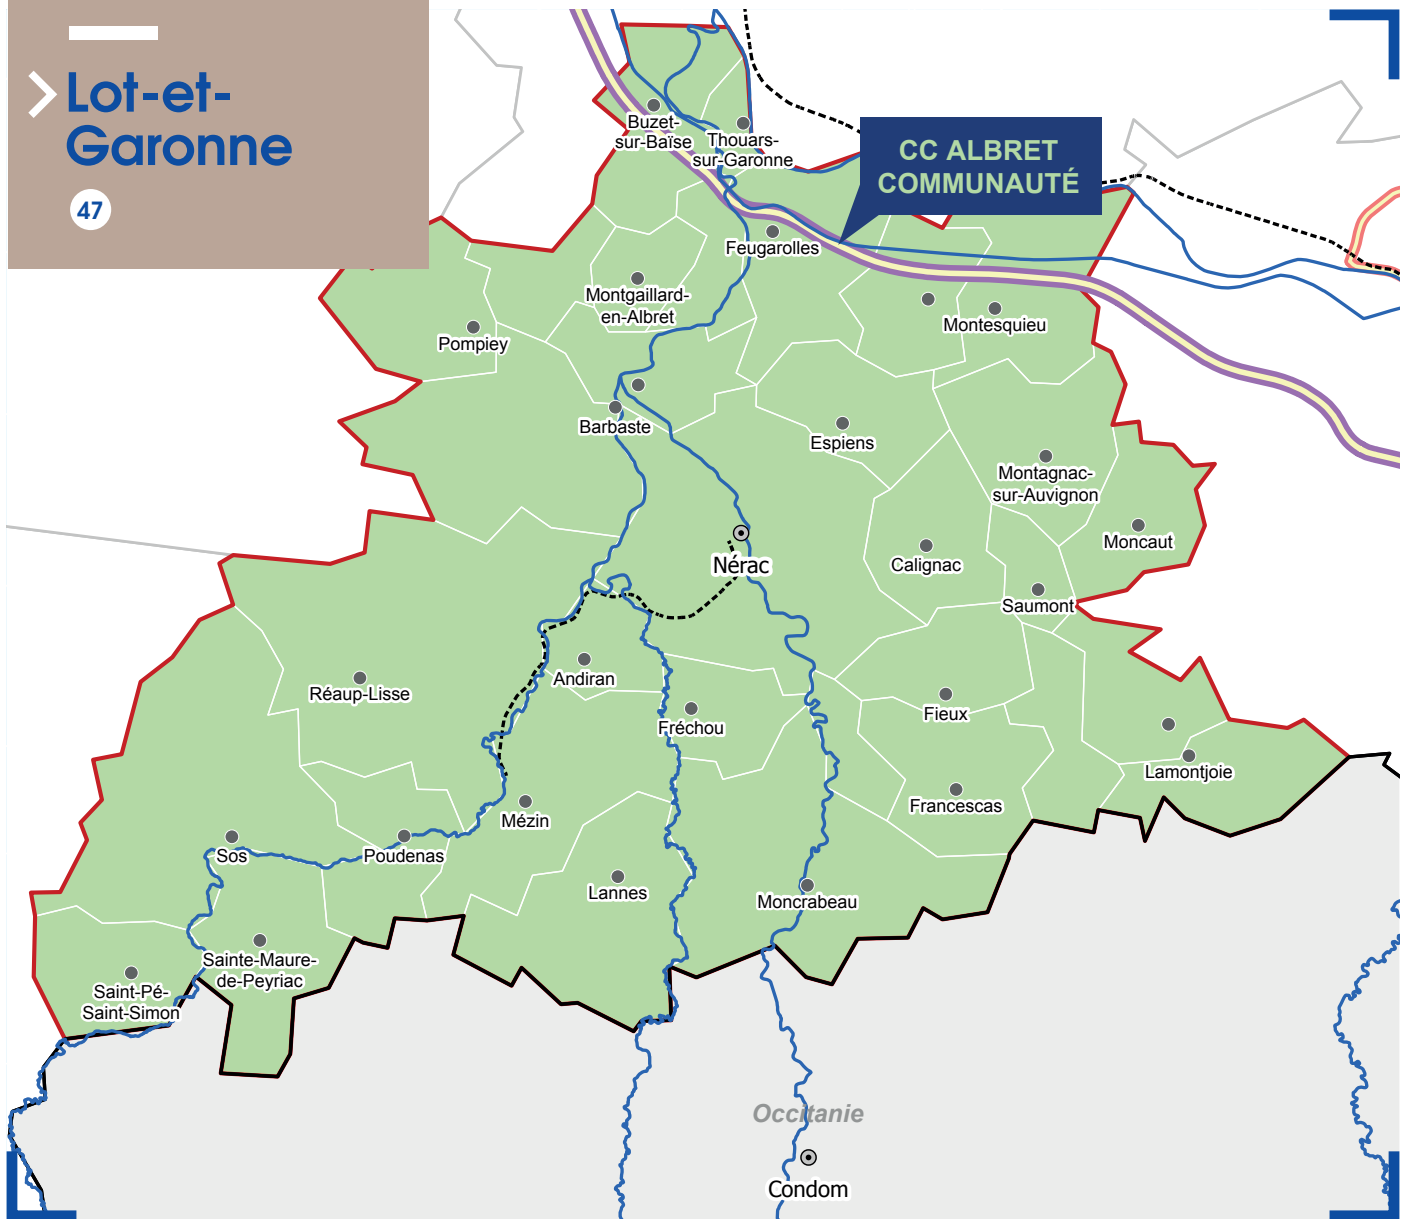 Lot-et-
Garonne
47
CC ALBRET
COMMUNAUTÉ
Buzet-
sur-Baïse
Thouars-
sur-Garonne
Feugarolles
Montgaillard-
en-Albret
Montesquieu
Pompiey
Barbaste
Espiens
Montagnac-
sur-Auvignon
Moncaut
Nérac
Calignac
Saumont
Andiran
Réaup-Lisse
Fréchou
Fieux
Lamontjoie
Francescas
Mézin
Sos
Poudenas
Lannes
Moncrabeau
Sainte-Maure-
de-Peyriac
Saint-Pé-
Saint-Simon
Occitanie
Condom